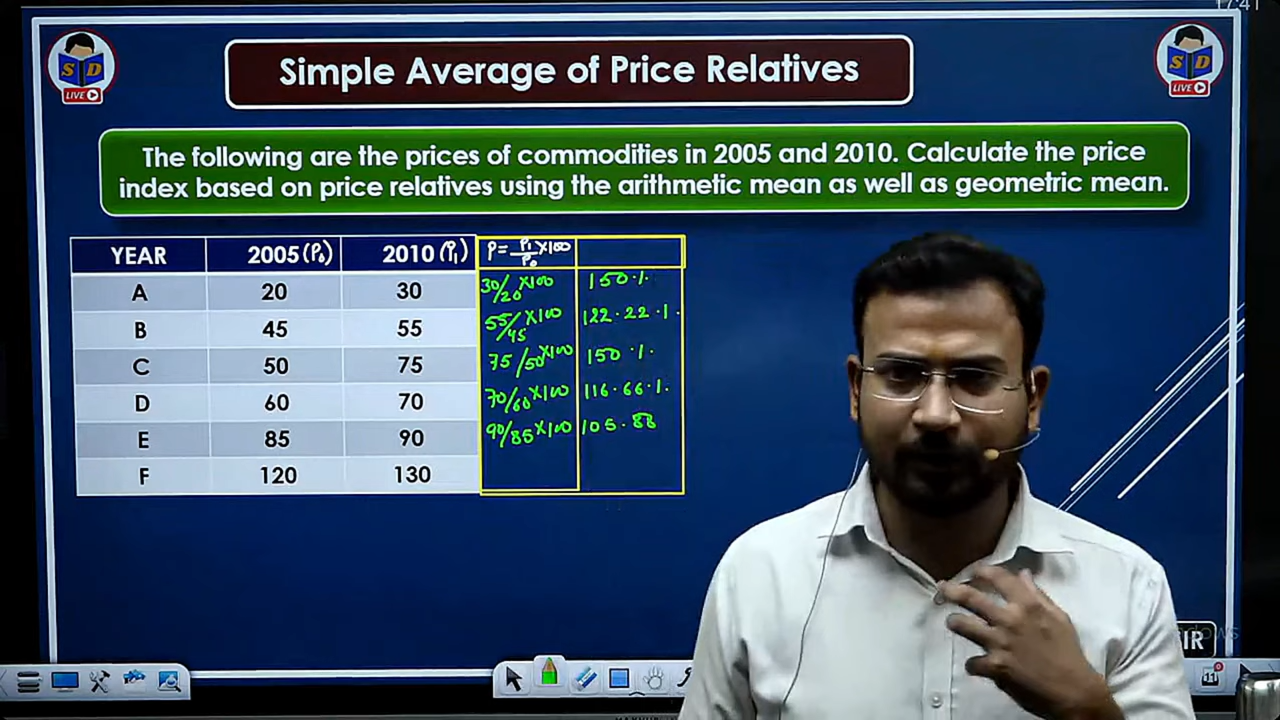 17:41
S D
LIVE
Simple Average of Price Relatives
S D
LIVE
The following are the prices of commodities in 2005 and 2010. Calculate the price
index based on price relatives using the arithmetic mean as well as geometric mean.
YEAR 2005 (P₀) 2010 (P₁) P = P₁/P₀ × 100
A 20 30 30/20 × 100 150 %
B 45 55 55/45 × 100 122.22 %
C 50 75 75/50 × 100 150 %
D 60 70 70/60 × 100 116.66 %
E 85 90 90/85 × 100 105.88
F 120 130
IR